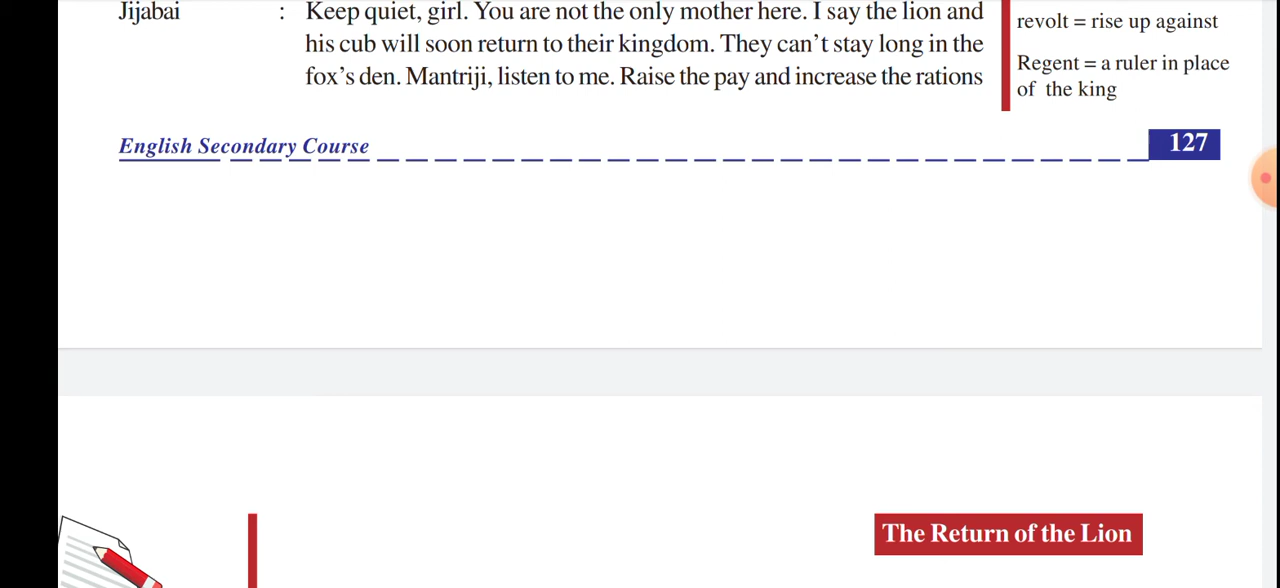 Jijabai : Keep quiet, girl. You are not the only mother here. I say the lion and
his cub will soon return to their kingdom. They can't stay long in the
fox's den. Mantriji, listen to me. Raise the pay and increase the rations
revolt = rise up against
Regent = a ruler in place
of the king
English Secondary Course
127
The Return of the Lion